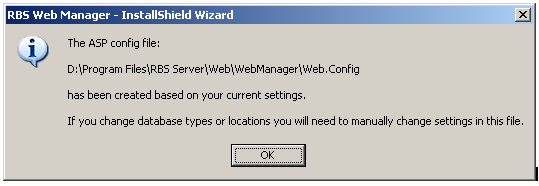 RBS Web Manager - InstallShield Wizard
The ASP config file:
D:\Program Files\RBS Server\Web\WebManager\Web.Config
has been created based on your current settings.
If you change database types or locations you will need to manually change settings in this file.
OK